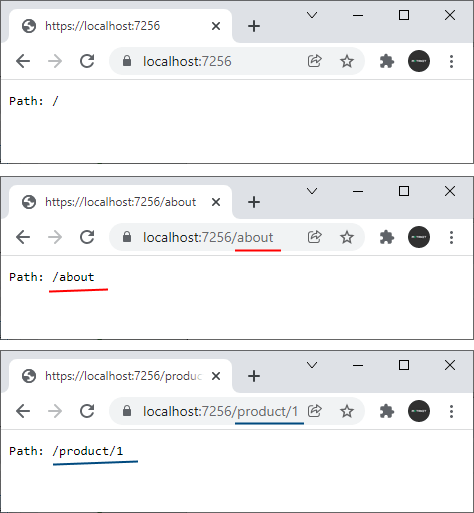 https://localhost:7256
localhost:7256
Path: /
https://localhost:7256/about
localhost:7256/about
Path: /about
https://localhost:7256/produc
localhost:7256/product/1
Path: /product/1